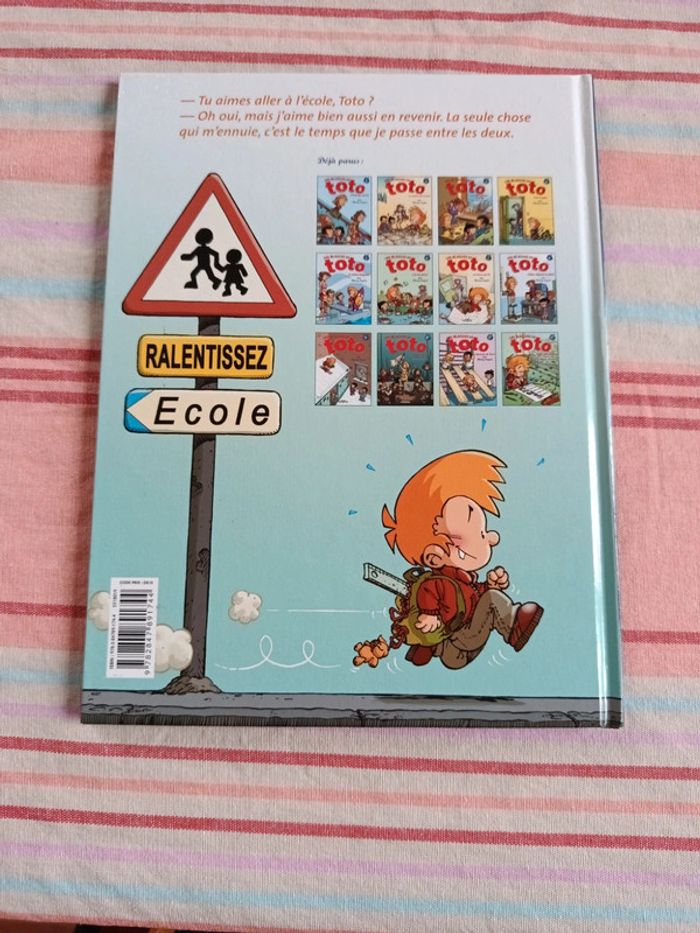 — Tu aimes aller à l'école, Toto ?
— Oh oui, mais j'aime bien aussi en revenir. La seule chose
qui m'ennuie, c'est le temps que je passe entre les deux.
Déjà parus :
toto toto toto toto
toto toto toto toto
toto toto toto toto
RALENTISSEZ
Ecole
9782847891744